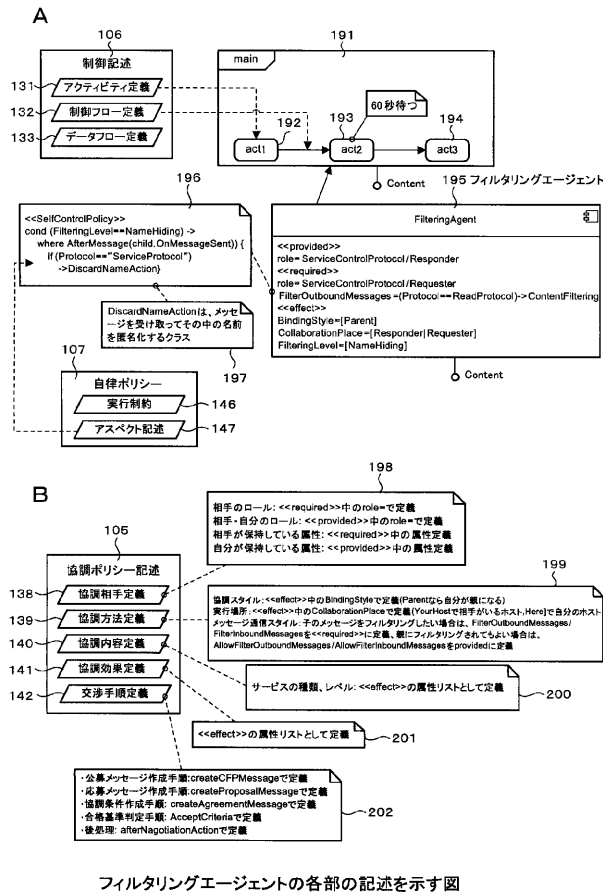 A
106
制御記述
131
アクティビティ定義
132
制御フロー定義
133
データフロー定義
191
main
60秒待つ
192
193
194
act1
act2
act3
Content
195 フィルタリングエージェント
196
<<SelfControlPolicy>>
cond (FilteringLevel==NameHiding) ->
where AfterMessage(child.OnMessageSent)) {
if (Protocol=="ServiceProtocol")
->DiscardNameAction}
DiscardNameActionは、メッセ
ージを受け取ってその中の名前
を匿名化するクラス
197
FilteringAgent
<<provided>>
role= ServiceControlProtocol/Responder
<<required>>
role= ServiceControlProtocol/Requester
FilterOutboundMessages =(Protocol==ReadProtocol)-> ContentFiltering
<<effect>>
BindingStyle=[Parent]
CollaborationPlace=[Responder|Requester]
FilteringLevel=[NameHiding]
Content
107
自律ポリシー
実行制約
146
アスペクト記述
147
B
105
協調ポリシー記述
138
協調相手定義
139
協調方法定義
140
協調内容定義
141
協調効果定義
142
交渉手順定義
198
相手のロール: <<required>>中のrole=で定義
相手-自分のロール: <<provided>>中のrole=で定義
相手が保持している属性: <<required>>中の属性定義
自分が保持している属性: <<provided>>中の属性定義
199
協調スタイル:<<effect>>中のBindingStyleで定義(Parentなら自分が親になる)
実行場所:<<effect>>中のCollaborationPlaceで定義(YourHostで相手がいるホスト,Here]で自分のホスト
メッセージ通信スタイル: 子のメッセージをフィルタリングしたい場合は、FilterOutboundMessages/
FilterInboundMessagesを<<required>>に定義、親にフィルタリングされてもよい場合は、
AllowFilterOutboundMessages/AllowFilterInboundMessagesをprovidedに定義
サービスの種類、レベル: <<effect>>の属性リストとして定義
200
<<effect>>の属性リストとして定義
201
・公募メッセージ作成手順:createCFPMessageで定義
・応募メッセージ作成手順:createProposalMessageで定義
・協調条件作成手順: createAgreementMessageで定義
・合格基準判定手順: AcceptCriteriaで定義
・後処理: afterNagotiationActionで定義
202
フィルタリングエージェントの各部の記述を示す図